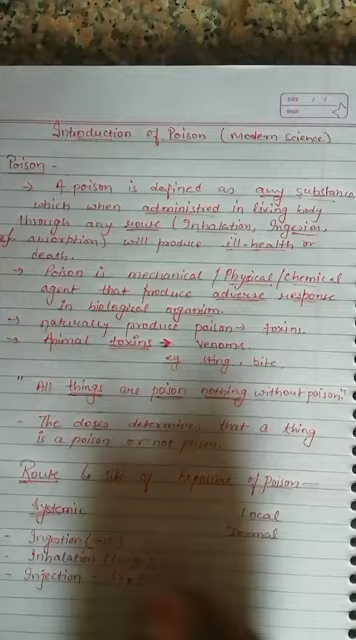 Introduction of Poison (Modern Science)
Poison -
→ A poison is defined as any substance
which when administred in living body
through any route (Inhalation, Ingesion,
absorption) will produce ill-health or
death.
→ Poison is mechanical / Physical / Chemical
agent that produce adverse response
in biological organim.
→ naturally produce poison → toxins.
→ Animal toxins → Venoms.
eg sting, bite.
"All things are poison nothing without poison."
- The doses determines that a thing
is a poison or not poison.
Route & site of Exposure of Poison —
Systemic Local
- Ingestion Dermal
- Inhalation
- Injection -